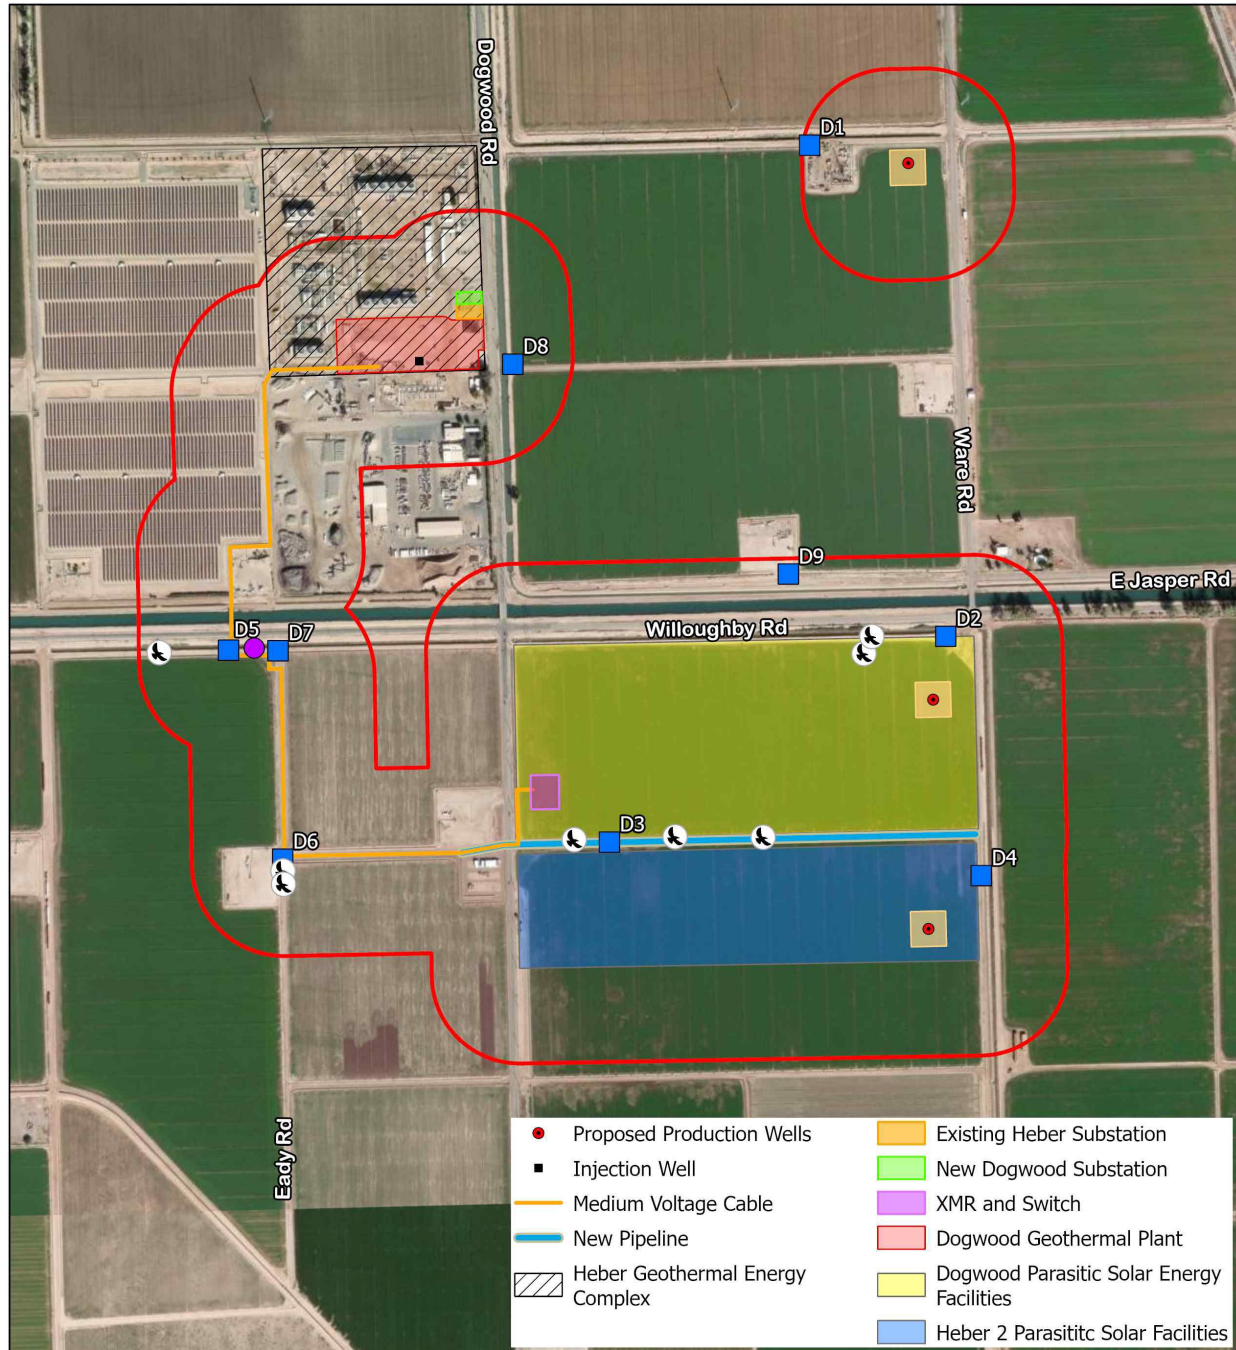 Dogwood Rd
D1
D8
Ware Rd
D9
E Jasper Rd
D5
D7
Willoughby Rd
D2
D3
D6
D4
Eady Rd
Proposed Production Wells
Injection Well
Medium Voltage Cable
New Pipeline
Heber Geothermal Energy
Complex
Existing Heber Substation
New Dogwood Substation
XMR and Switch
Dogwood Geothermal Plant
Dogwood Parasitic Solar Energy
Facilities
Heber 2 Parasititc Solar Facilities